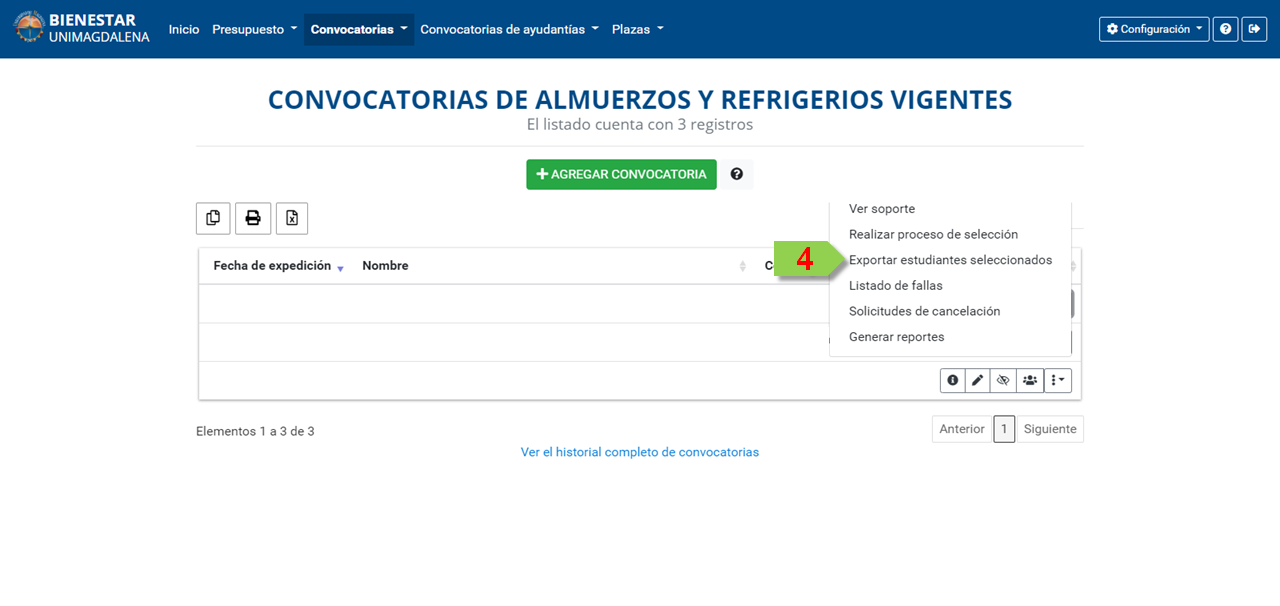 BIENESTAR
UNIMAGDALENA
Inicio Presupuesto Convocatorias Convocatorias de ayudantías Plazas Configuración
CONVOCATORIAS DE ALMUERZOS Y REFRIGERIOS VIGENTES
El listado cuenta con 3 registros
AGREGAR CONVOCATORIA
Ver soporte
Realizar proceso de selección
4 Exportar estudiantes seleccionados
Fecha de expedición Nombre
Listado de fallas
Solicitudes de cancelación
Generar reportes
Elementos 1 a 3 de 3
Anterior 1 Siguiente
Ver el historial completo de convocatorias